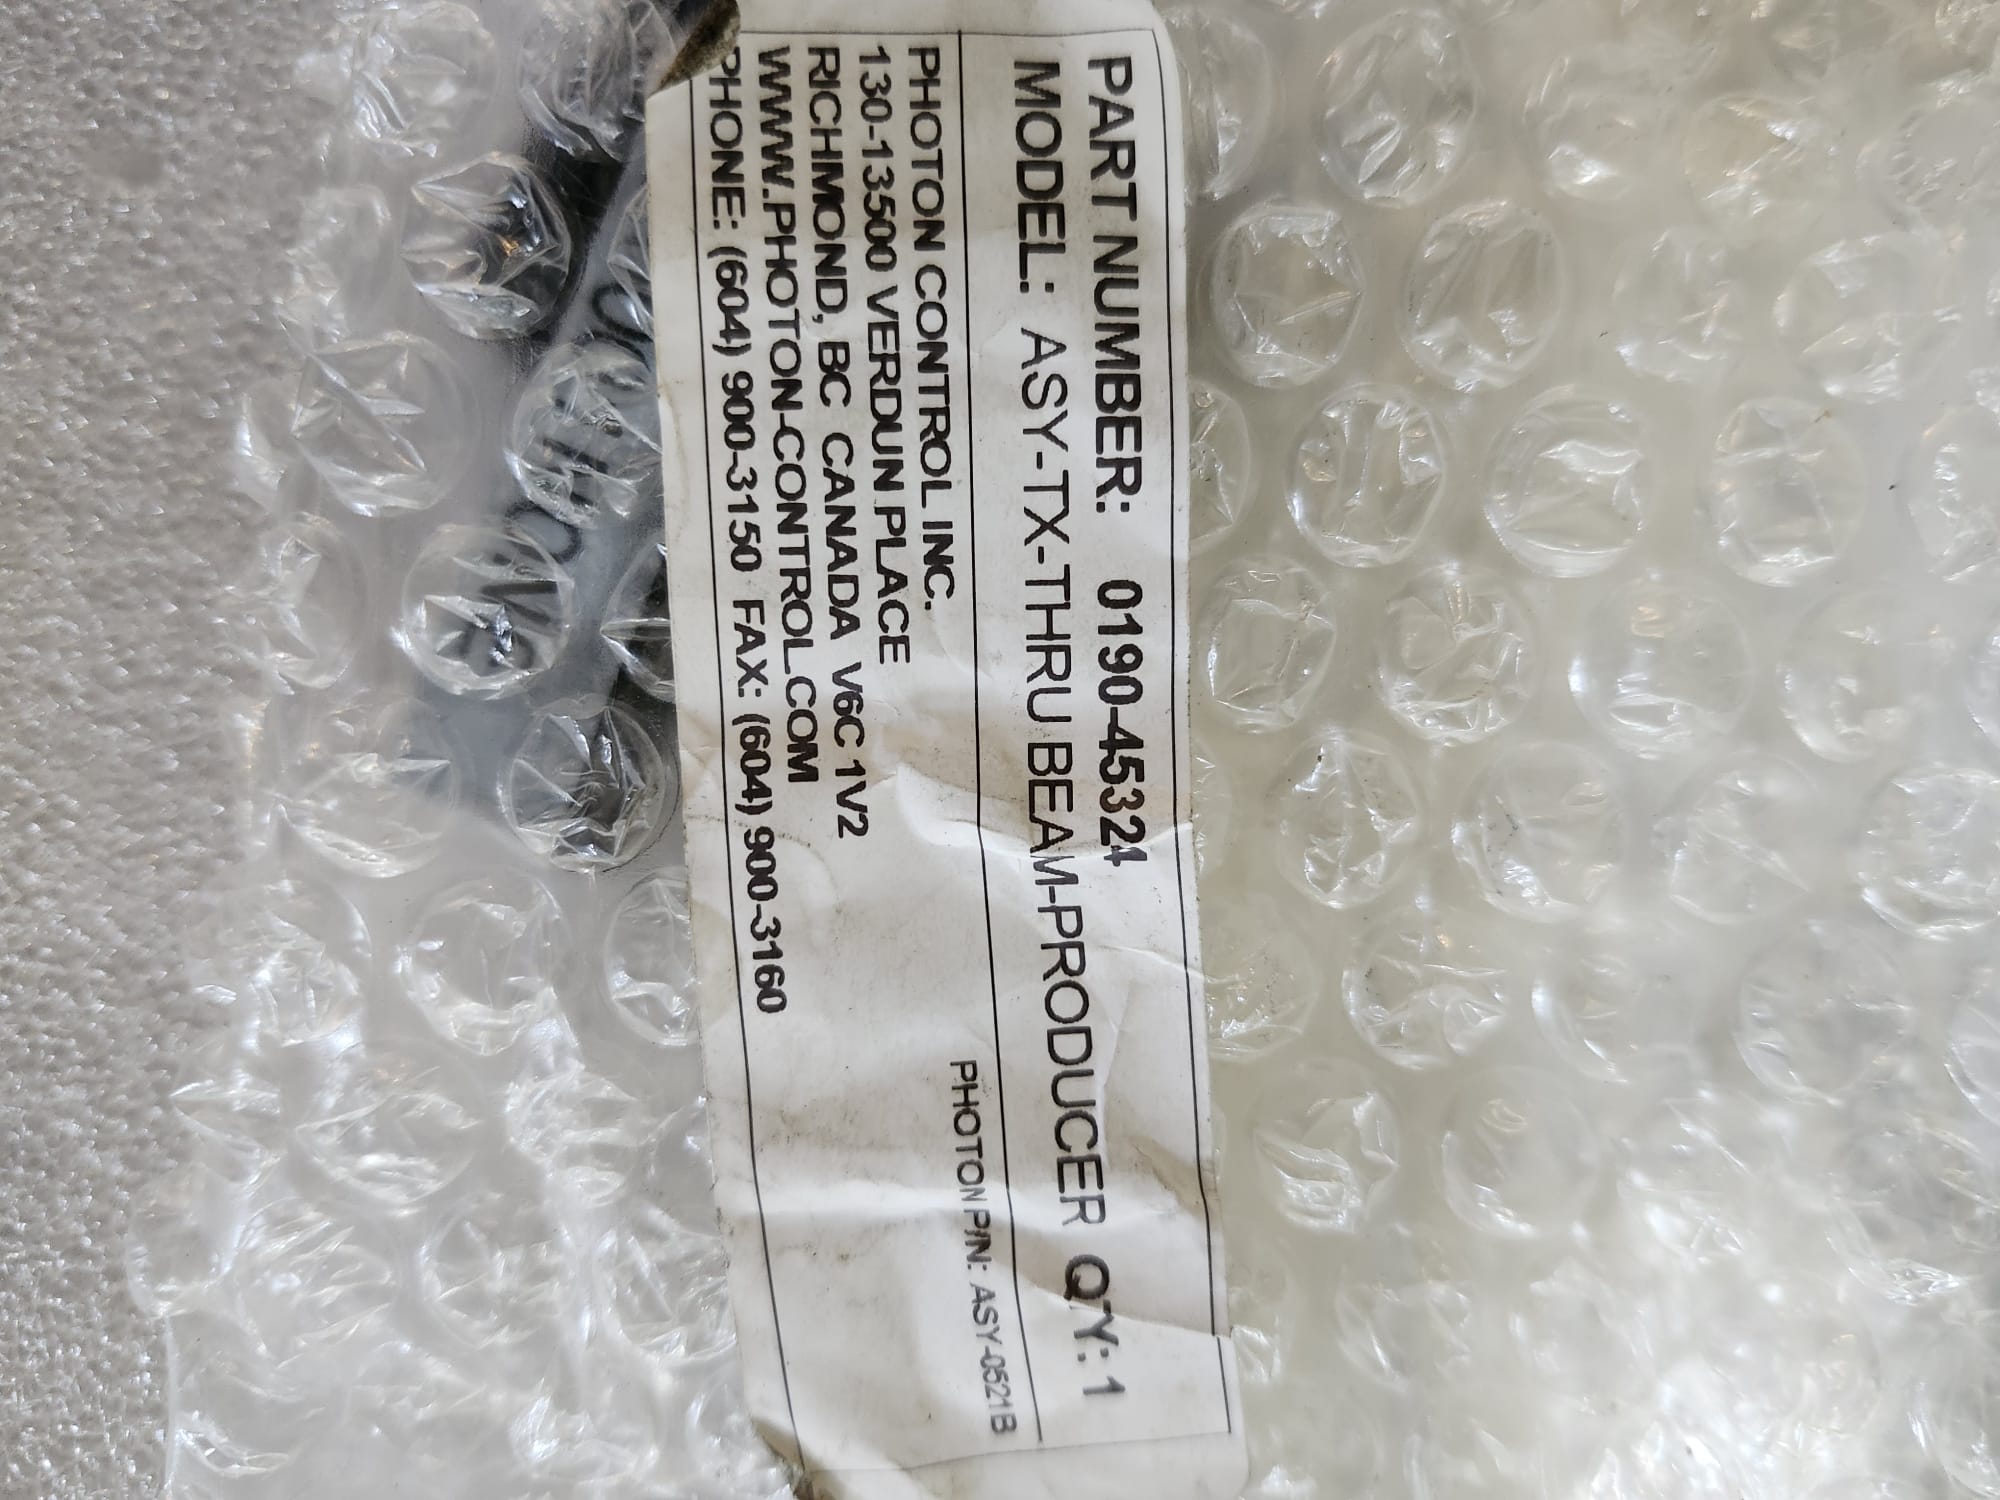 PART NUMBER: 0190-45324
MODEL: ASY-TX-THRU BEAM-PRODUCER QTY: 1
PHOTON P/N: ASY-0521B
PHOTON CONTROL INC.
130-13500 VERDUN PLACE
RICHMOND, BC CANADA V6C 1V2
WWW.PHOTON-CONTROL.COM
PHONE: (604) 900-3150 FAX: (604) 900-3160